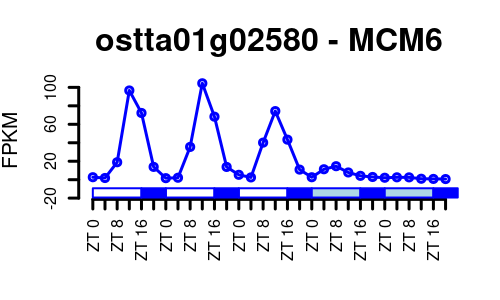 ostta01g02580 - MCM6
FPKM
100
60
20
-20
ZT 0
ZT 8
ZT 16
ZT 0
ZT 8
ZT 16
ZT 0
ZT 8
ZT 16
ZT 0
ZT 8
ZT 16
ZT 0
ZT 8
ZT 16